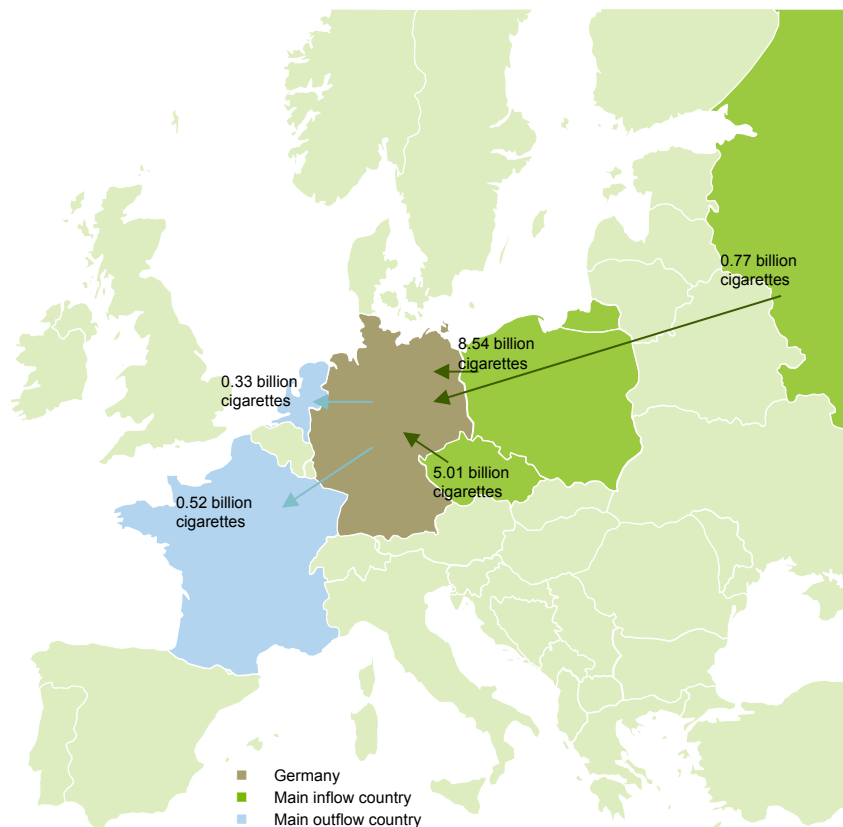 0.77 billion
cigarettes
8.54 billion
cigarettes
0.33 billion
cigarettes
5.01 billion
cigarettes
0.52 billion
cigarettes
Germany
Main inflow country
Main outflow country